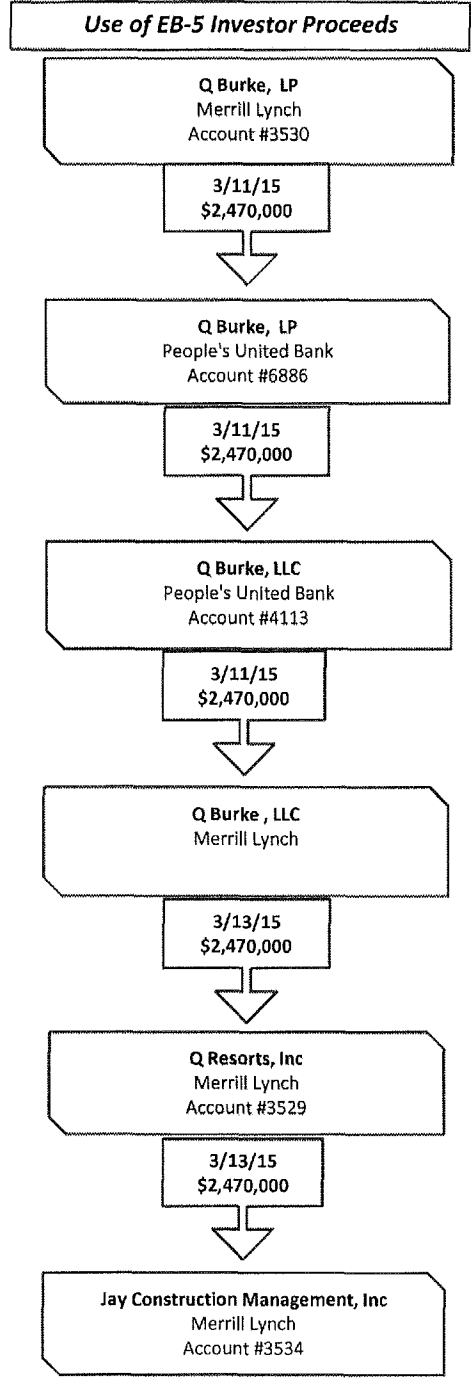 Use of EB-5 Investor Proceeds
Q Burke, LP
Merrill Lynch
Account #3530
3/11/15
$2,470,000
Q Burke, LP
People's United Bank
Account #6886
3/11/15
$2,470,000
Q Burke, LLC
People's United Bank
Account #4113
3/11/15
$2,470,000
Q Burke , LLC
Merrill Lynch
3/13/15
$2,470,000
Q Resorts, Inc
Merrill Lynch
Account #3529
3/13/15
$2,470,000
Jay Construction Management, Inc
Merrill Lynch
Account #3534